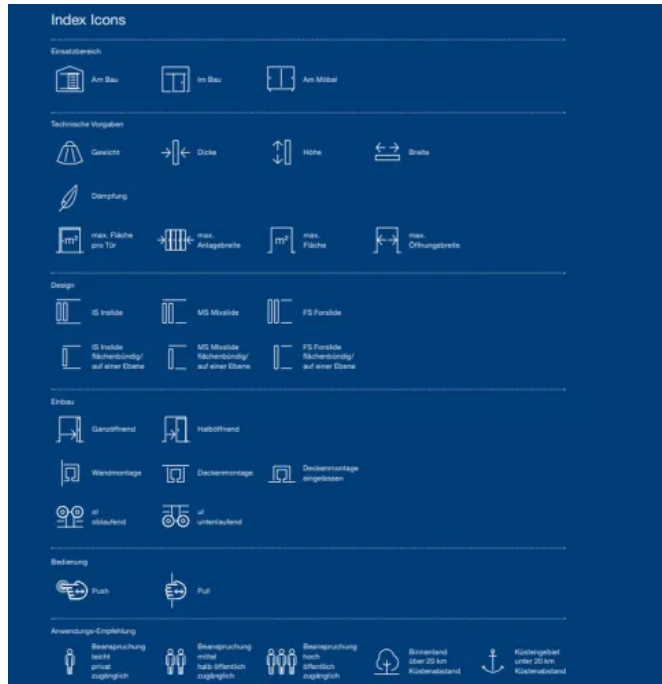 Index Icons
Einsatzbereich
Am Bau
Im Bau
Am Möbel
Technische Vorgaben
Gewicht
Dicke
Höhe
Breite
Dämpfung
m²
max. Fläche
pro Tür
max.
Anlagebreite
m²
max.
Fläche
max.
Öffnungsbreite
Design
IS Inslide
MS Mixslide
FS Forslide
IS Inslide
flächenbündig/
auf einer Ebene
MS Mixslide
flächenbündig/
auf einer Ebene
FS Forslide
flächenbündig/
auf einer Ebene
Einbau
Ganzöffnend
Halböffnend
Wandmontage
Deckenmontage
Deckenmontage
eingelassen
ol
oblaufend
ul
untenlaufend
Bedienung
Push
Pull
Anwendungs-Empfehlung
Beanspruchung
leicht
privat
zugänglich
Beanspruchung
mittel
halb öffentlich
zugänglich
Beanspruchung
hoch
öffentlich
zugänglich
Binnenland
über 20 km
Küstenabstand
Küstengebiet
unter 20 km
Küstenabstand